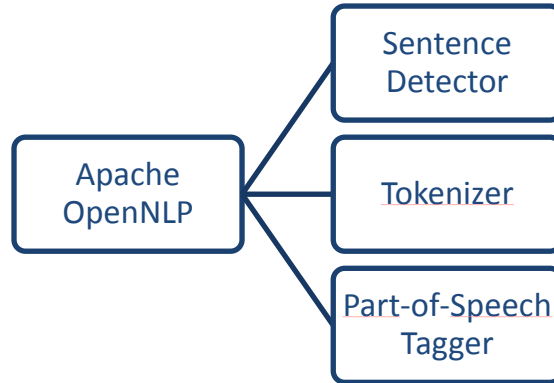 Apache
OpenNLP
Sentence
Detector
Tokenizer
Part-of-Speech
Tagger